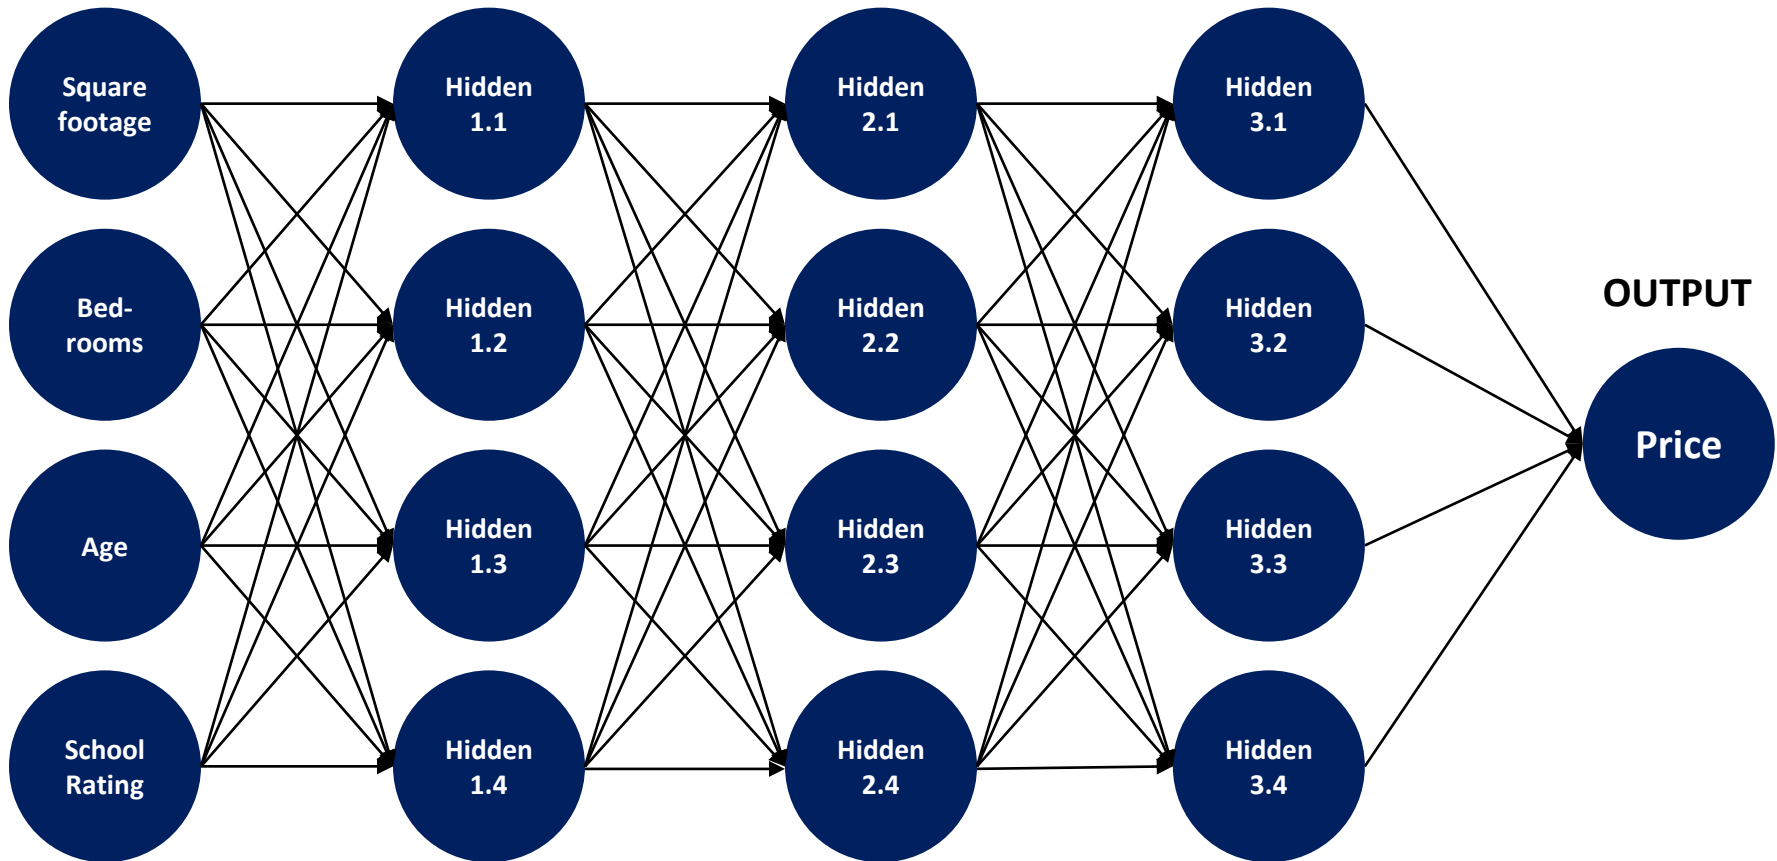 Square
footage
Hidden
1.1
Hidden
2.1
Hidden
3.1
Bed-
rooms
Hidden
1.2
Hidden
2.2
Hidden
3.2
OUTPUT
Price
Age
Hidden
1.3
Hidden
2.3
Hidden
3.3
School
Rating
Hidden
1.4
Hidden
2.4
Hidden
3.4